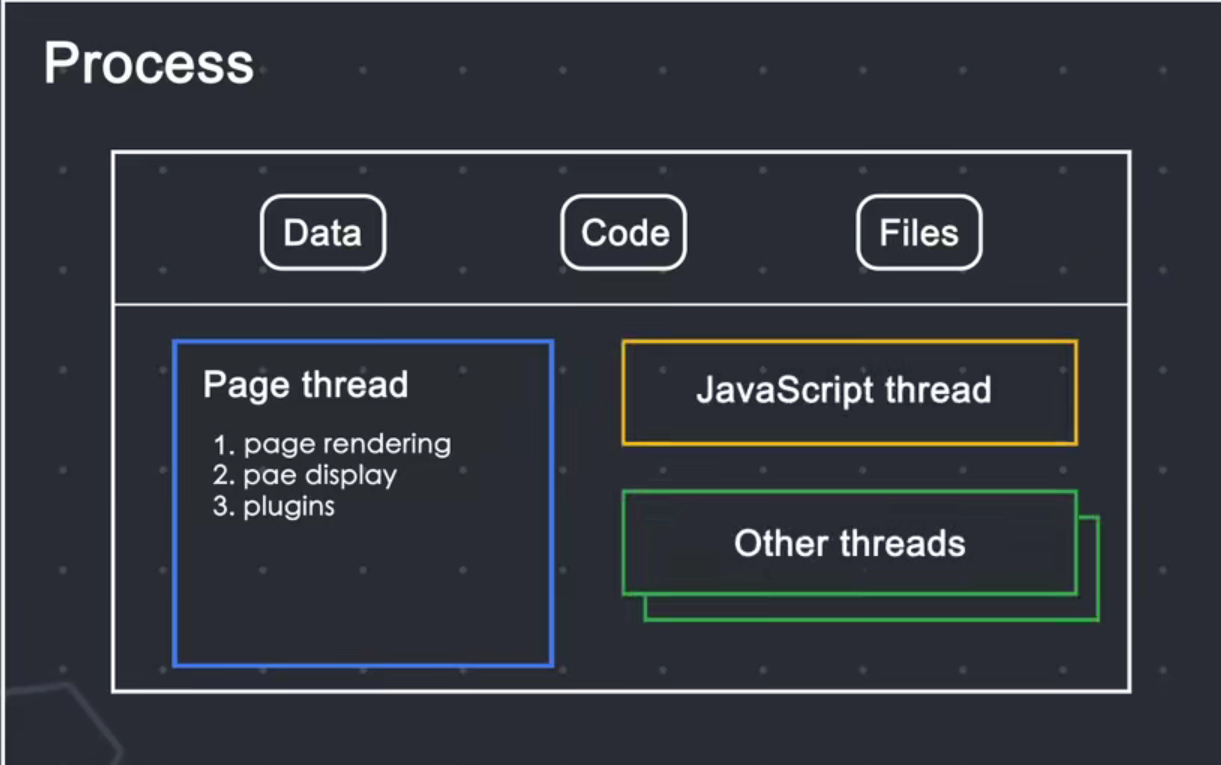 Process
Data
Code
Files
Page thread
1. page rendering
2. pae display
3. plugins
JavaScript thread
Other threads